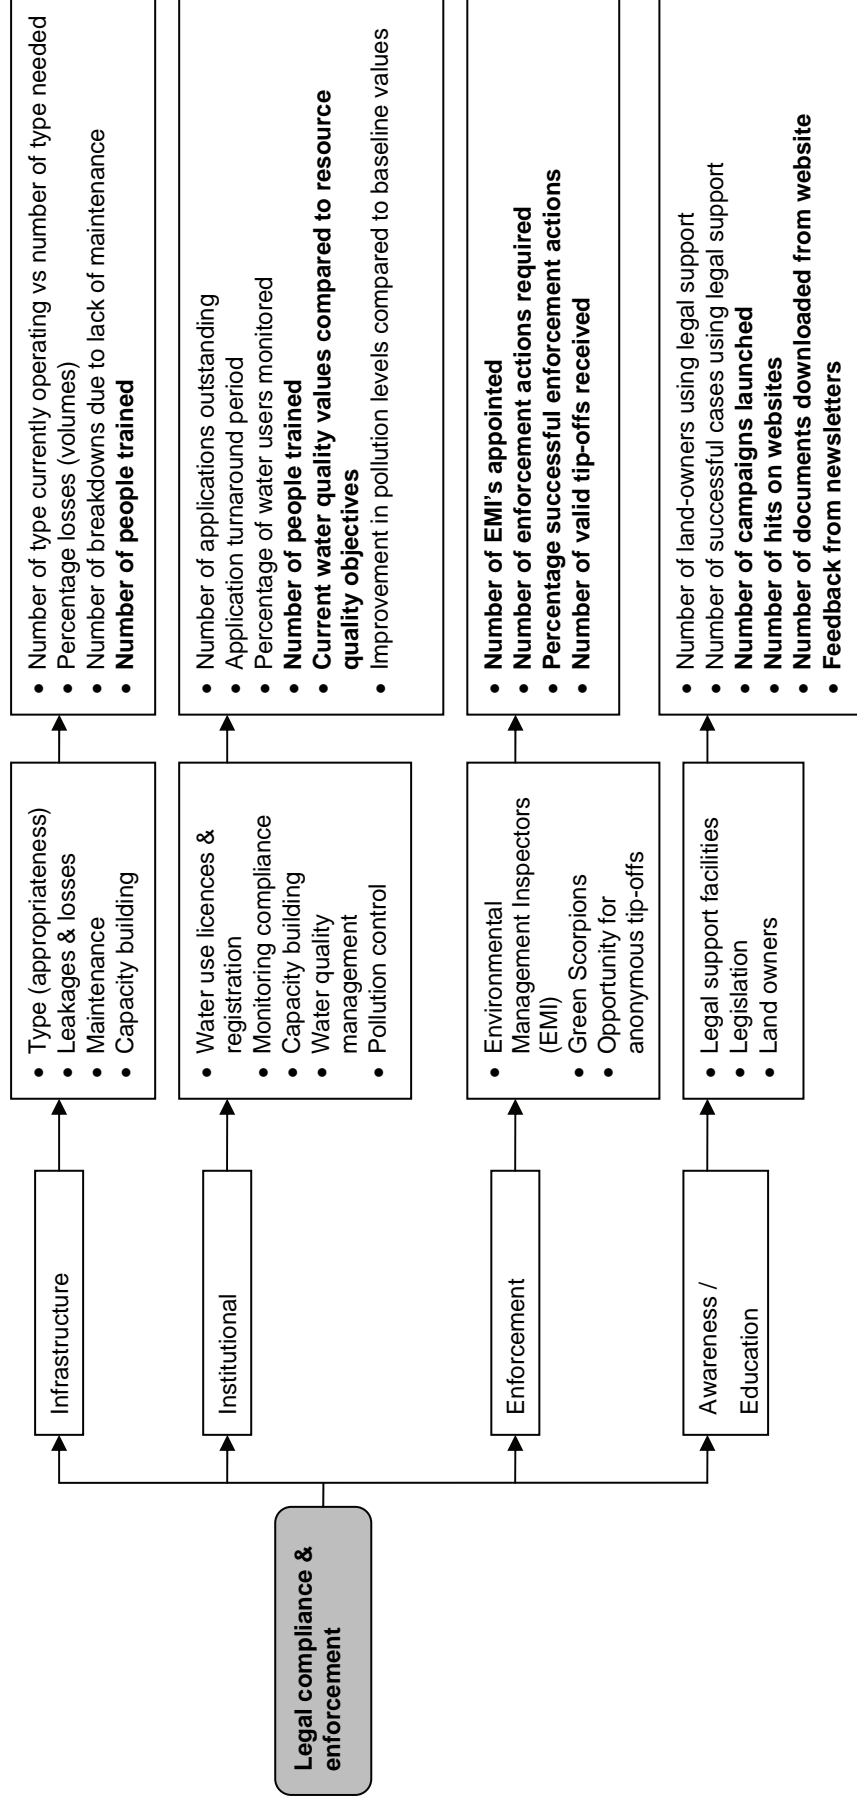 Legal compliance &
enforcement
Infrastructure
• Type (appropriateness)
• Leakages & losses
• Maintenance
• Capacity building
• Number of type currently operating vs number of type needed
• Percentage losses (volumes)
• Number of breakdowns due to lack of maintenance
• Number of people trained
Institutional
• Water use licences &
registration
• Monitoring compliance
• Capacity building
• Water quality
management
• Pollution control
• Number of applications outstanding
• Application turnaround period
• Percentage of water users monitored
• Number of people trained
• Current water quality values compared to resource
quality objectives
• Improvement in pollution levels compared to baseline values
Enforcement
• Environmental
Management Inspectors
(EMI)
• Green Scorpions
• Opportunity for
anonymous tip-offs
• Number of EMI's appointed
• Number of enforcement actions required
• Percentage successful enforcement actions
• Number of valid tip-offs received
Awareness /
Education
• Legal support facilities
• Legislation
• Land owners
• Number of land-owners using legal support
• Number of successful cases using legal support
• Number of campaigns launched
• Number of hits on websites
• Number of documents downloaded from website
• Feedback from newsletters